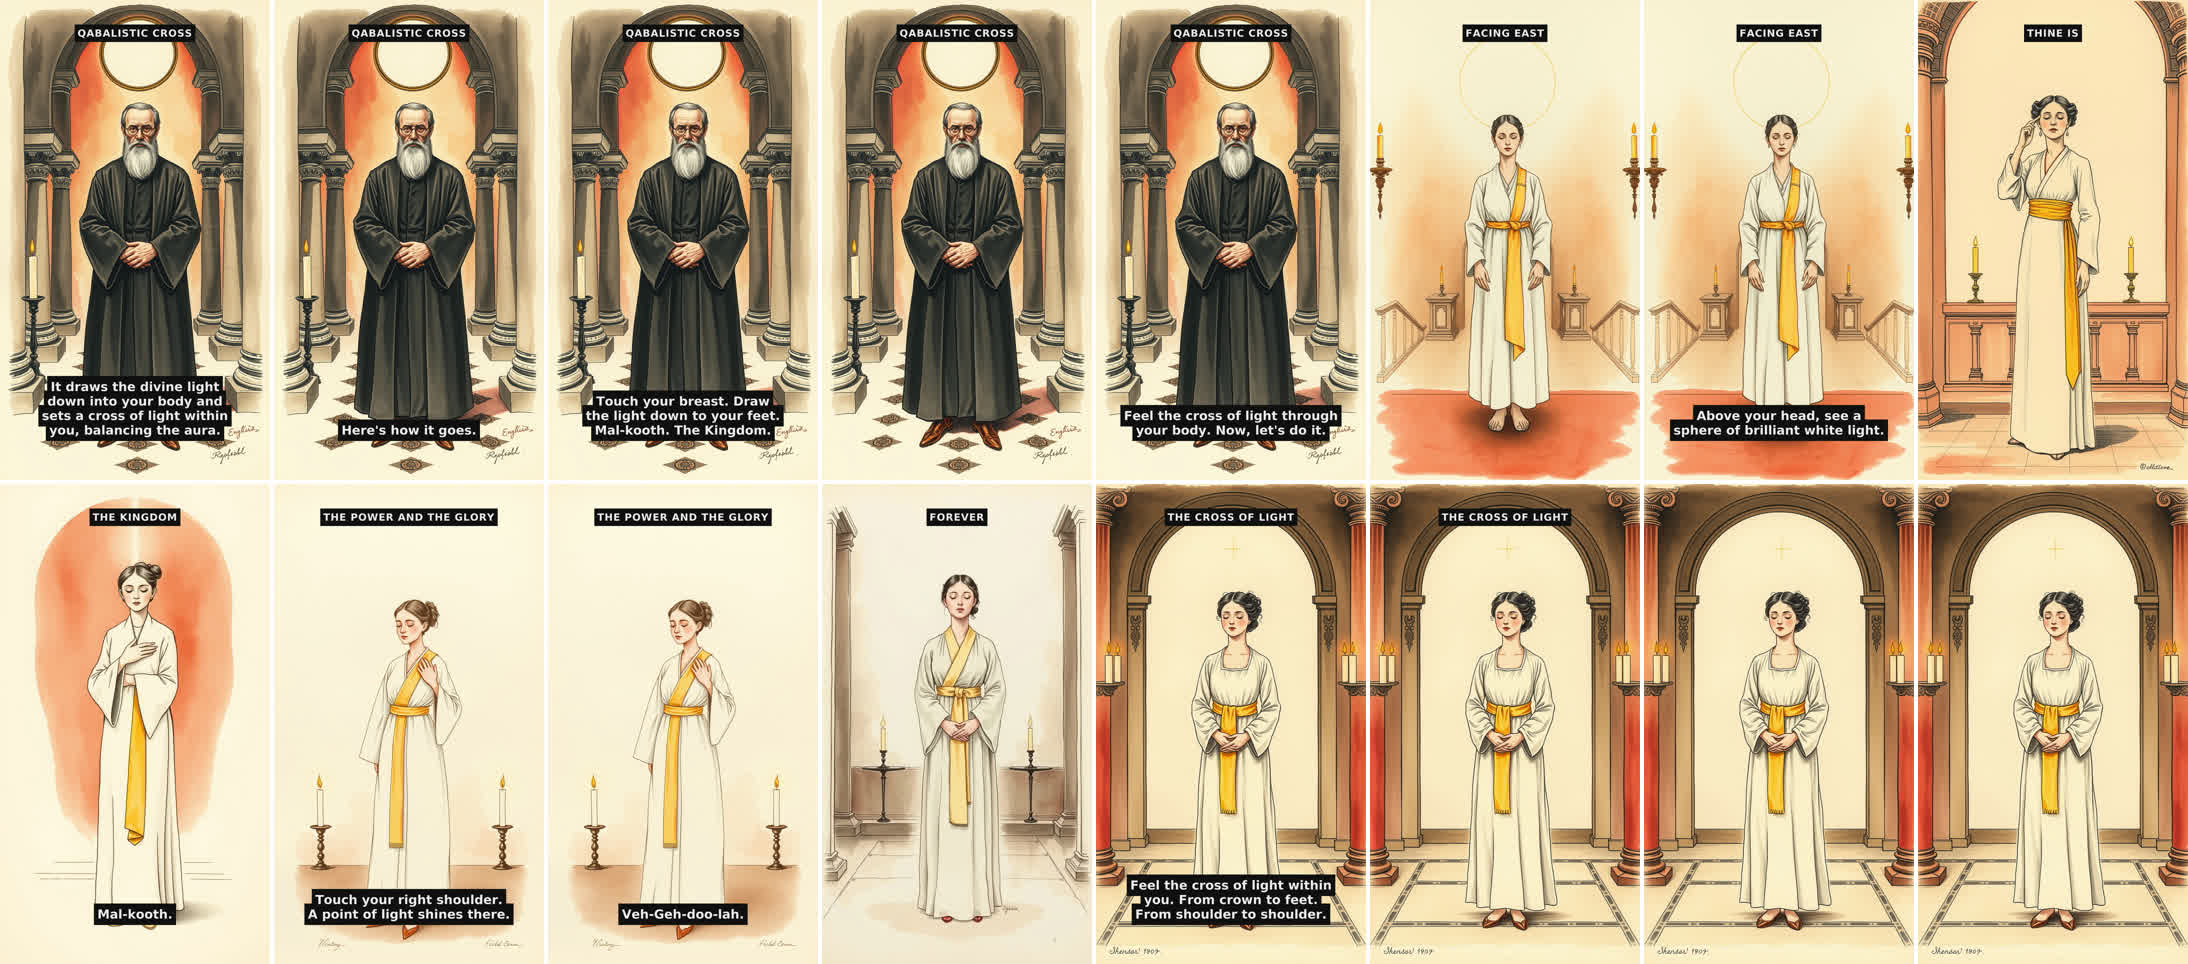 QABALISTIC CROSS
It draws the divine light
down into your body and
sets a cross of light within
you, balancing the aura.
QABALISTIC CROSS
Here's how it goes.
QABALISTIC CROSS
Touch your breast. Draw
the light down to your feet.
Mal-kooth. The Kingdom.
QABALISTIC CROSS
QABALISTIC CROSS
Feel the cross of light through
your body. Now, let's do it.
FACING EAST
FACING EAST
Above your head, see a
sphere of brilliant white light.
THINE IS
THE KINGDOM
Mal-kooth.
THE POWER AND THE GLORY
Touch your right shoulder.
A point of light shines there.
THE POWER AND THE GLORY
Veh-Geh-doo-lah.
FOREVER
THE CROSS OF LIGHT
Feel the cross of light within
you. From crown to feet.
From shoulder to shoulder.
THE CROSS OF LIGHT